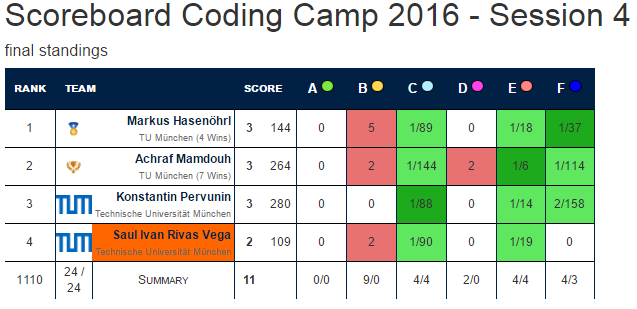 Scoreboard Coding Camp 2016 - Session 4
final standings
RANK TEAM SCORE A B C D E F
1 Markus Hasenöhrl 3 144 0 5 1/89 0 1/18 1/37
TU München (4 Wins)
2 Achraf Mamdouh 3 264 0 2 1/144 2 1/6 1/114
TU München (7 Wins)
3 TUM Konstantin Pervunin 3 280 0 0 1/88 0 1/14 2/158
Technische Universität München
4 TUM Saul Ivan Rivas Vega 2 109 0 2 1/90 0 1/19 0
Technische Universität München
1110 24 / 24 SUMMARY 11 0/0 9/0 4/4 2/0 4/4 4/3